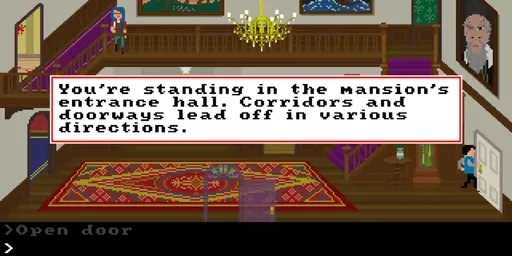 You're standing in the mansion's
entrance hall. Corridors and
doorways lead off in various
directions.
>Open door
>